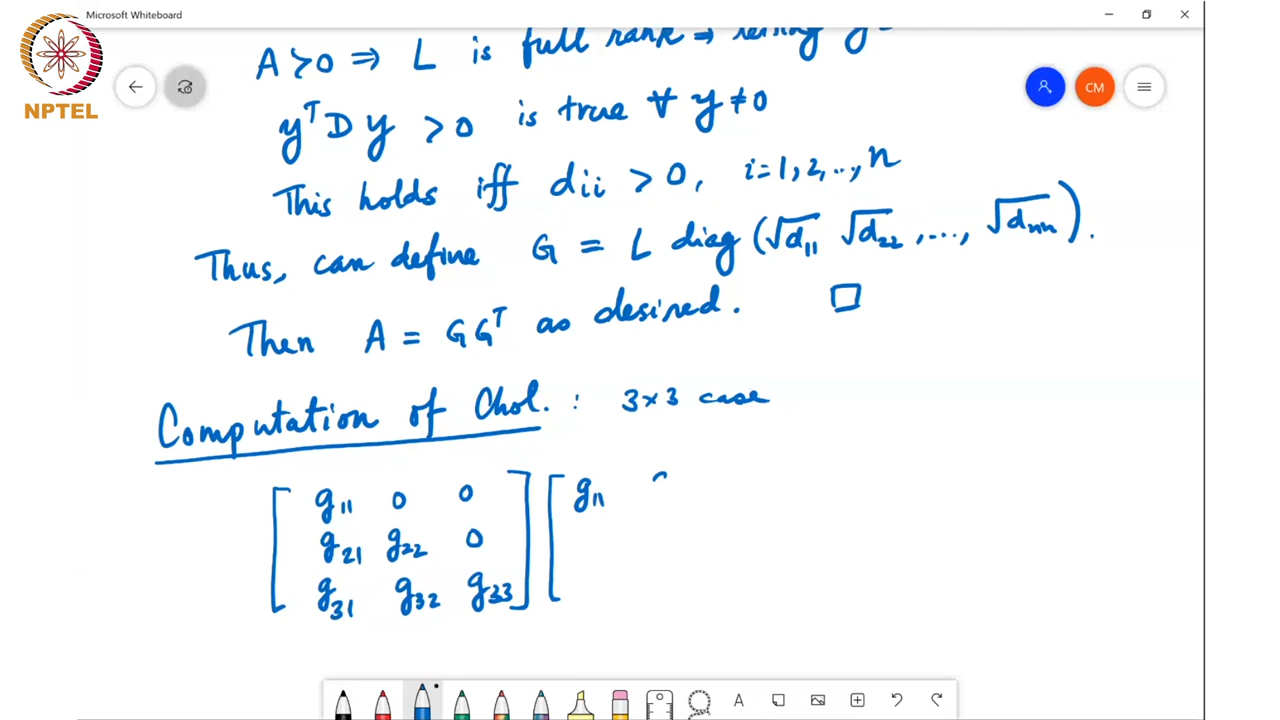 Microsoft Whiteboard
NPTEL
CM
A > 0 ⇒ L is full rank ⇒ y =
yᵀ D y > 0 is true ∀ y ≠ 0
This holds iff dii > 0, i = 1, 2, .., n
Thus, can define G = L diag (√d₁₁ √d₂₂ , ..., √dₙₙ).
Then A = GGᵀ as desired. □
Computation of Chol. : 3×3 case
[ g₁₁ 0 0 ] [ g₁₁
g₂₁ g₂₂ 0
g₃₁ g₃₂ g₃₃
A